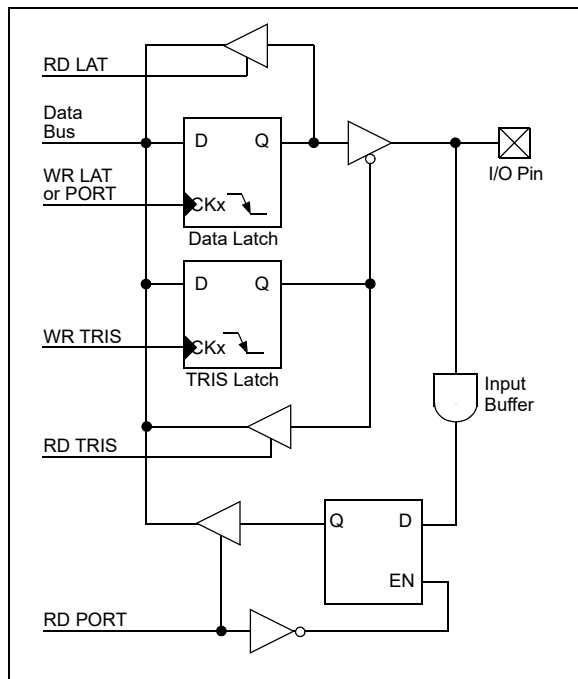 RD LAT
Data
Bus
D
Q
I/O Pin
WR LAT
or PORT
CKx
Data Latch
D
Q
WR TRIS
CKx
TRIS Latch
Input
Buffer
RD TRIS
Q
D
EN
RD PORT